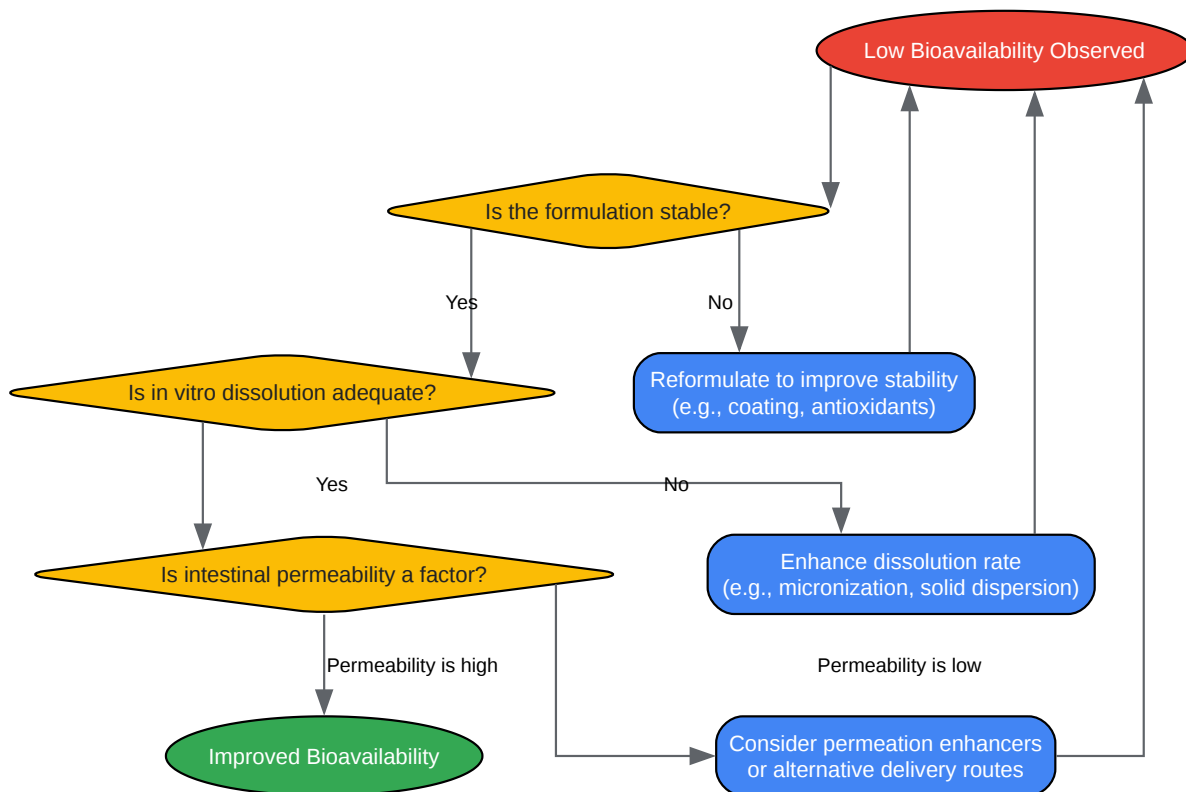 Low Bioavailability Observed
Is the formulation stable?
Yes
No
Reformulate to improve stability
(e.g., coating, antioxidants)
Is in vitro dissolution adequate?
Yes
No
Enhance dissolution rate
(e.g., micronization, solid dispersion)
Is intestinal permeability a factor?
Permeability is high
Permeability is low
Improved Bioavailability
Consider permeation enhancers
or alternative delivery routes